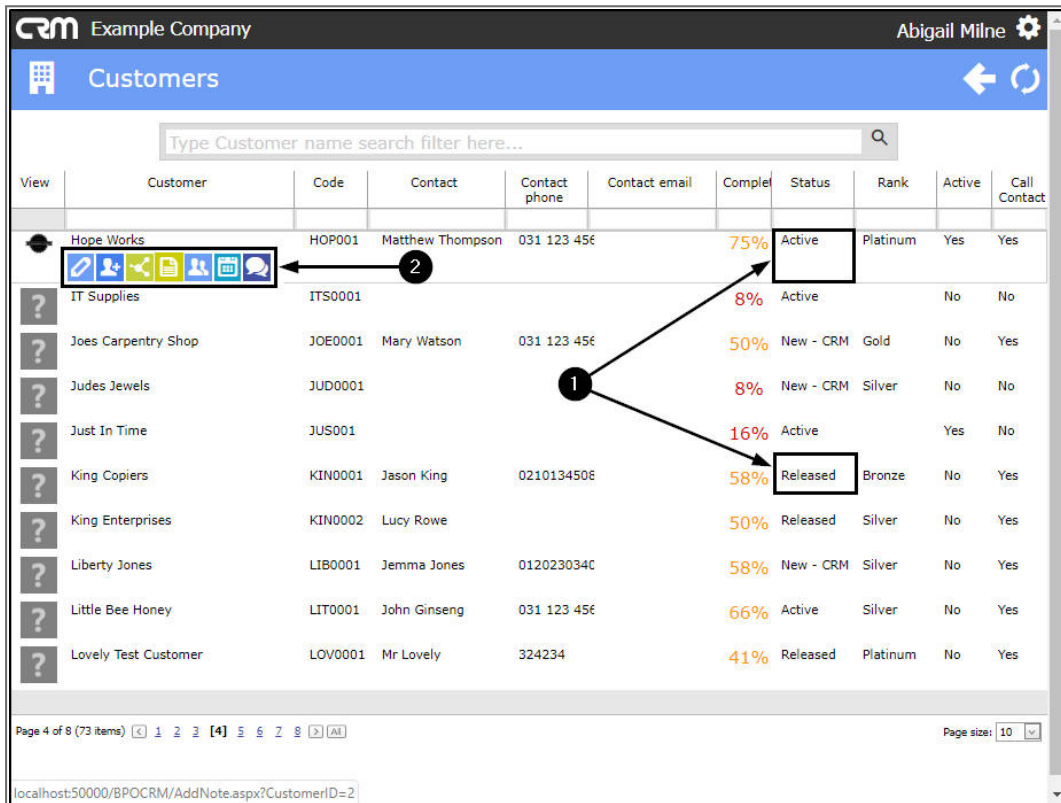 CRM Example Company Abigail Milne
Customers
Type Customer name search filter here...
View Customer Code Contact Contact phone Contact email Complet Status Rank Active Call Contact
Hope Works HOP001 Matthew Thompson 031 123 456 75% Active Platinum Yes Yes
2
IT Supplies ITS0001 8% Active No No
Joes Carpentry Shop JOE0001 Mary Watson 031 123 456 50% New - CRM Gold No Yes
Judes Jewels JUD0001 8% New - CRM Silver No No
1
Just In Time JUS001 16% Active Yes No
King Copiers KIN0001 Jason King 0210134508 58% Released Bronze No Yes
King Enterprises KIN0002 Lucy Rowe 50% Released Silver No Yes
Liberty Jones LIB0001 Jemma Jones 0120230340 58% New - CRM Silver No Yes
Little Bee Honey LIT0001 John Ginseng 031 123 456 66% Active Silver No Yes
Lovely Test Customer LOV0001 Mr Lovely 324234 41% Released Platinum No Yes
Page 4 of 8 (73 items) 1 2 3 [4] 5 6 7 8 All Page size: 10
localhost:50000/BPOCRM/AddNote.aspx?CustomerID=2